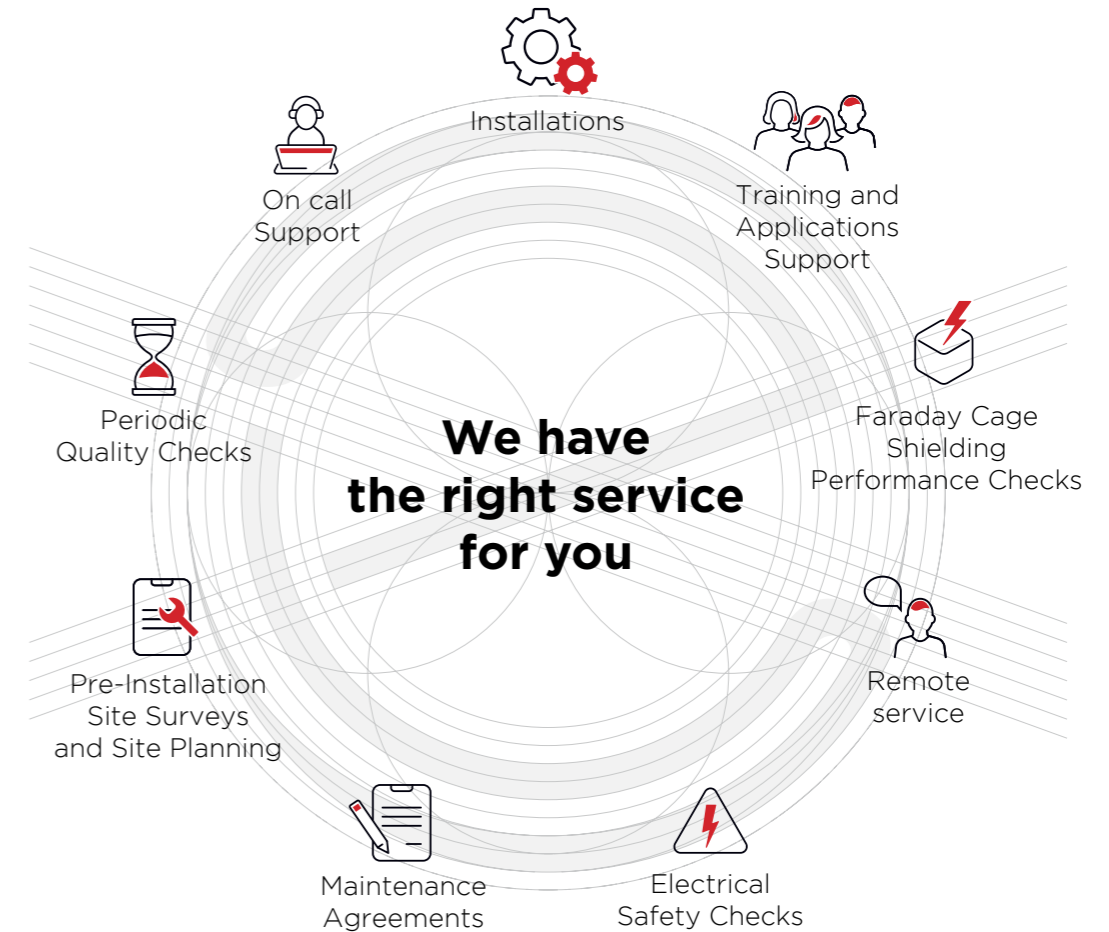 Installations
Training and
Applications
Support
Faraday Cage
Shielding
Performance Checks
Remote
service
Electrical
Safety Checks
Maintenance
Agreements
Pre-Installation
Site Surveys
and Site Planning
Periodic
Quality Checks
On call
Support
We have
the right service
for you